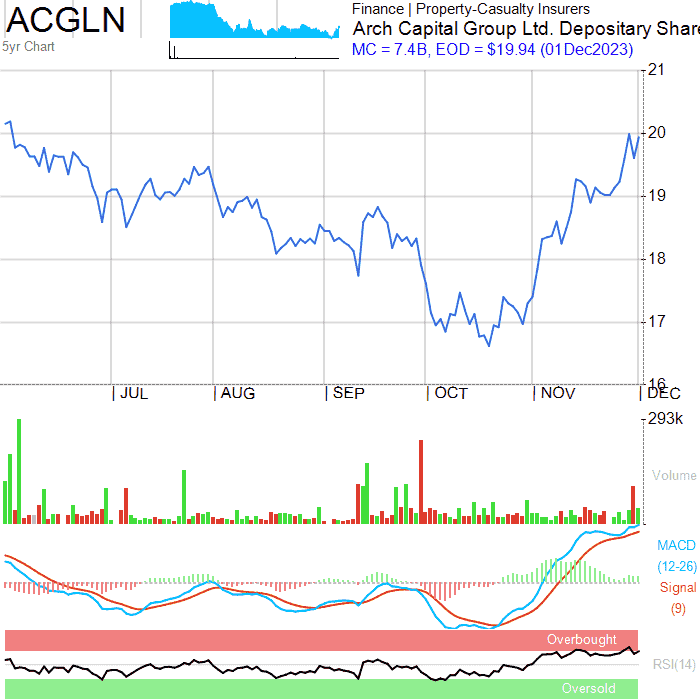 ACGLN
5yr Chart
Finance | Property-Casualty Insurers
Arch Capital Group Ltd. Depositary Share
MC = 7.4B, EOD = $19.94 (01Dec2023)
21
20
19
18
17
16
JUL
AUG
SEP
OCT
NOV
DEC
293k
Volume
MACD
(12-26)
Signal
(9)
Overbought
RSI(14)
Oversold